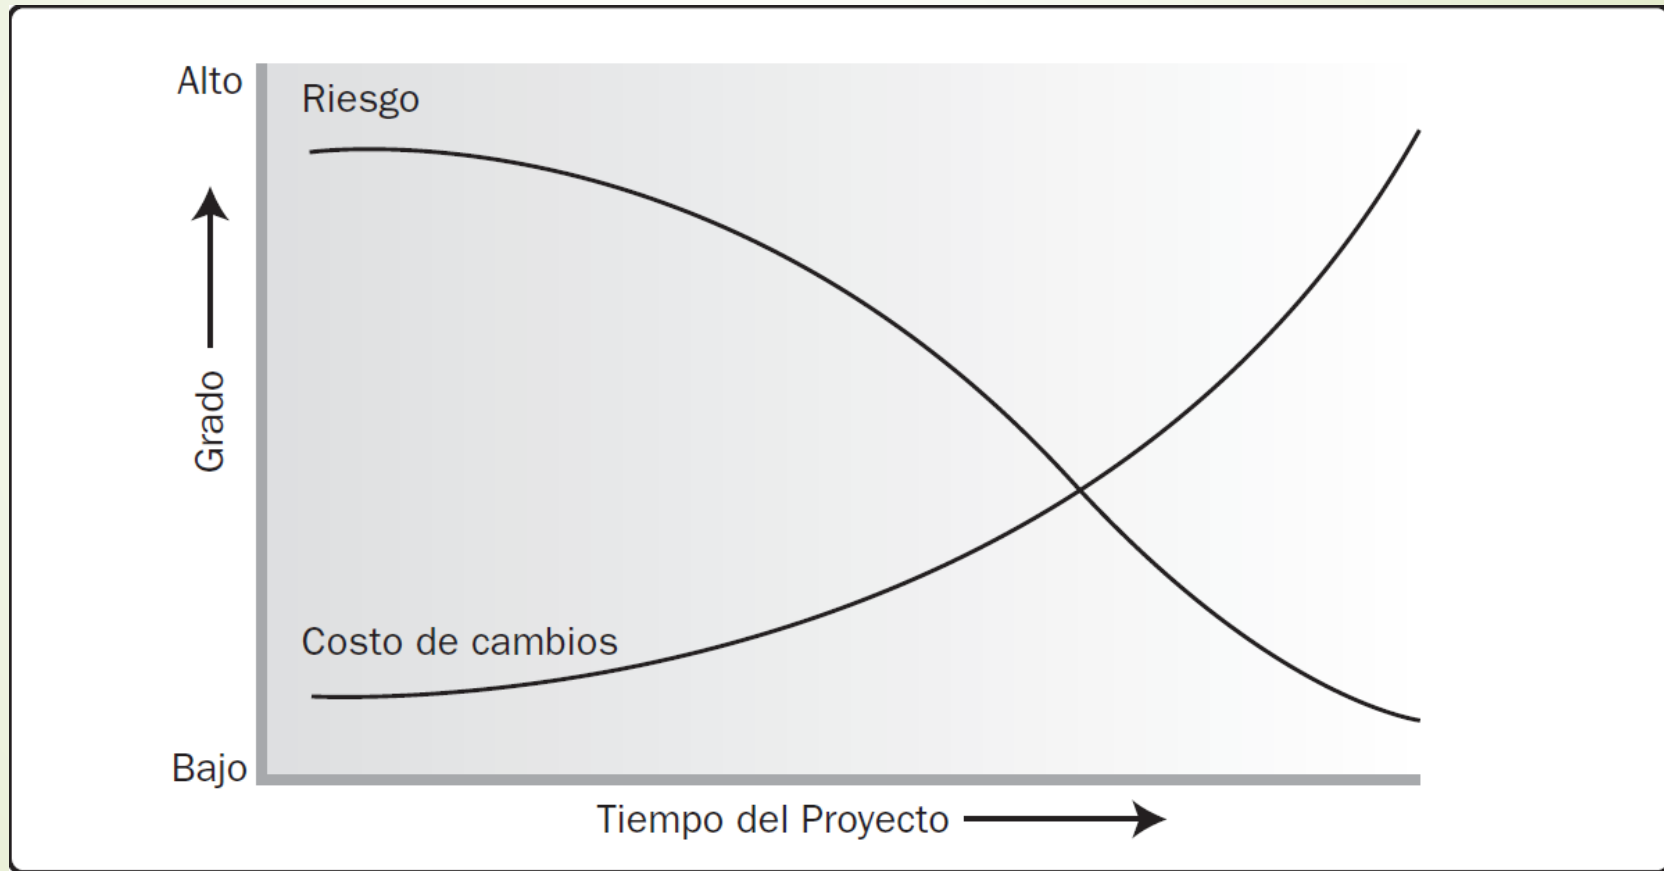 Alto
Riesgo
Grado
Costo de cambios
Bajo
Tiempo del Proyecto